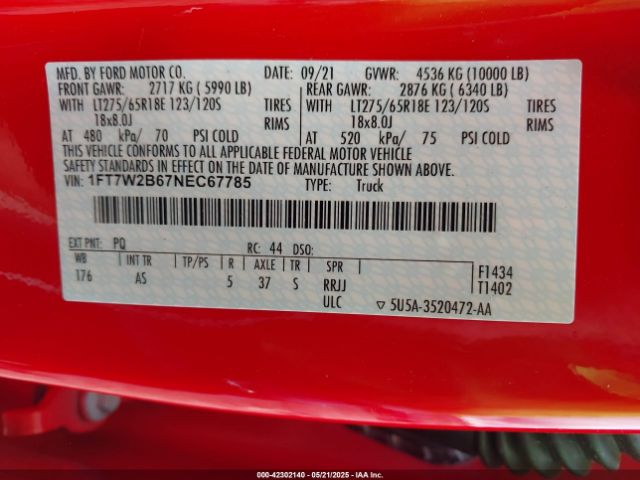 MFD. BY FORD MOTOR CO. DATE: 09/21 GVWR: 4536 KG (10000 LB)
FRONT GAWR: 2717 KG ( 5990 LB) REAR GAWR: 2876 KG ( 6340 LB)
WITH LT275/65R18E 123/120S TIRES WITH LT275/65R18E 123/120S TIRES
18x8.0J RIMS 18x8.0J RIMS
AT 480 kPa/ 70 PSI COLD AT 520 kPa/ 75 PSI COLD
THIS VEHICLE CONFORMS TO ALL APPLICABLE FEDERAL MOTOR VEHICLE
SAFETY STANDARDS IN EFFECT ON THE DATE OF MANUFACTURE SHOWN ABOVE.
VIN: 1FT7W2B67NEC67785 TYPE: Truck
EXT PNT: PQ RC: 44 DSO:
WB INT TR TP/PS R AXLE TR SPR F1434
176 AS 5 37 S RRJJ T1402
ULC ▽ 5U5A-3520472-AA
000-42302140 - 05/21/2025 - IAA, Inc.